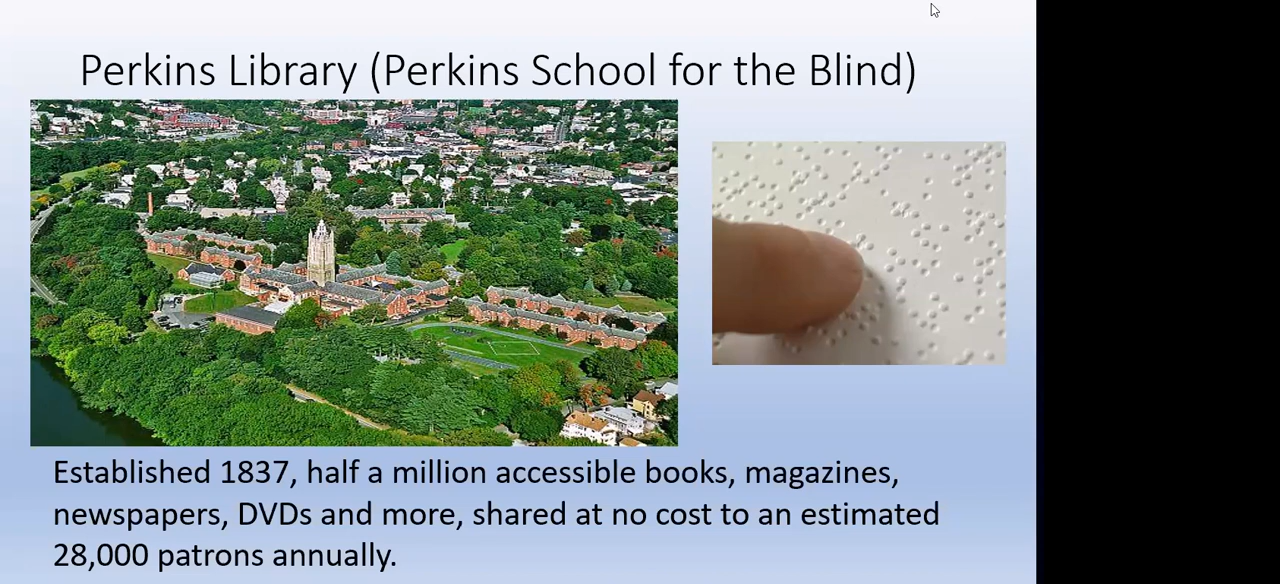 Perkins Library (Perkins School for the Blind)
Established 1837, half a million accessible books, magazines,
newspapers, DVDs and more, shared at no cost to an estimated
28,000 patrons annually.